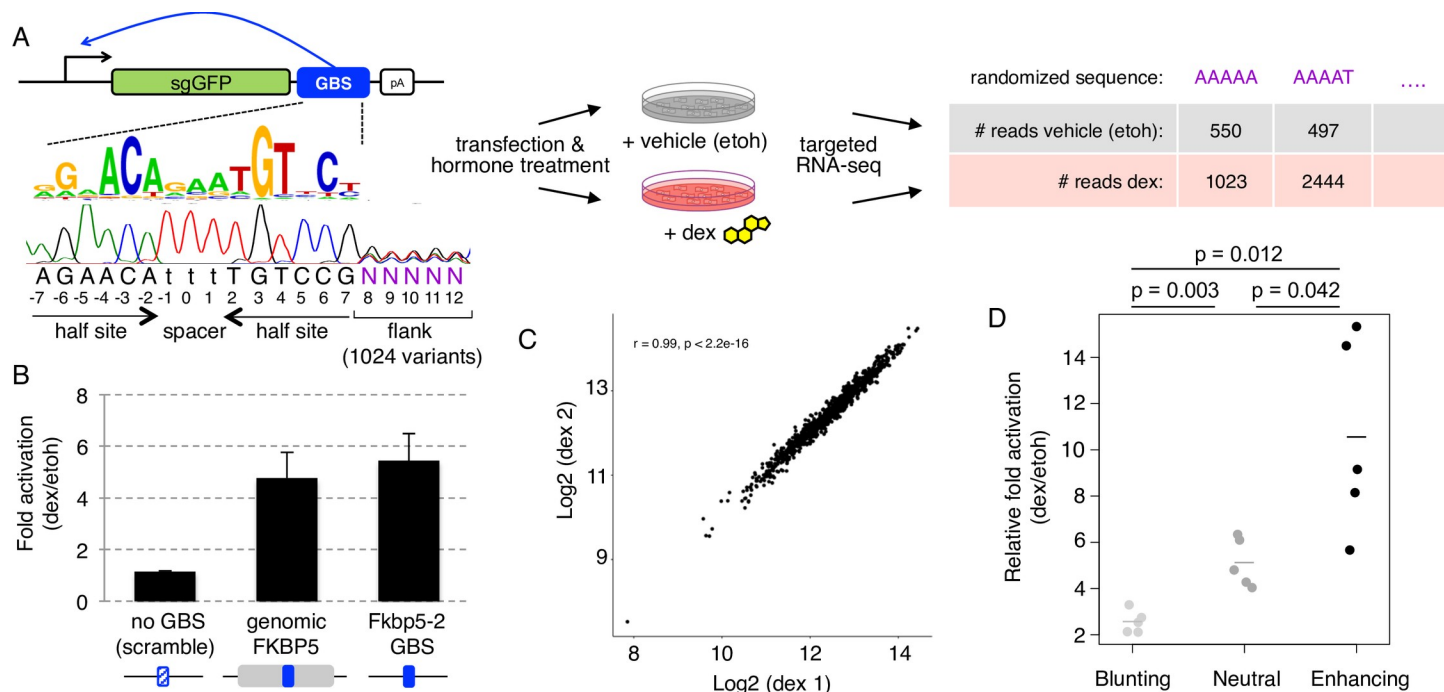 A
sgGFP
GBS
pA
GGAACAGAATGTTCT
AGAACAtttTGTCCGNNNNN
-7 -6 -5 -4 -3 -2 -1 0 1 2 3 4 5 6 7 8 9 10 11 12
half site spacer half site flank
(1024 variants)
transfection &
hormone treatment
+ vehicle (etoh)
+ dex
targeted
RNA-seq
randomized sequence: AAAAA AAAAT ....
# reads vehicle (etoh): 550 497
# reads dex: 1023 2444
B
Fold activation
(dex/etoh)
8
6
4
2
0
no GBS
(scramble)
genomic
FKBP5
Fkbp5-2
GBS
C
r = 0.99, p < 2.2e-16
Log2 (dex 2)
13
11
9
8 10 12 14
Log2 (dex 1)
D
p = 0.012
p = 0.003 p = 0.042
Relative fold activation
(dex/etoh)
14
12
10
8
6
4
2
Blunting Neutral Enhancing